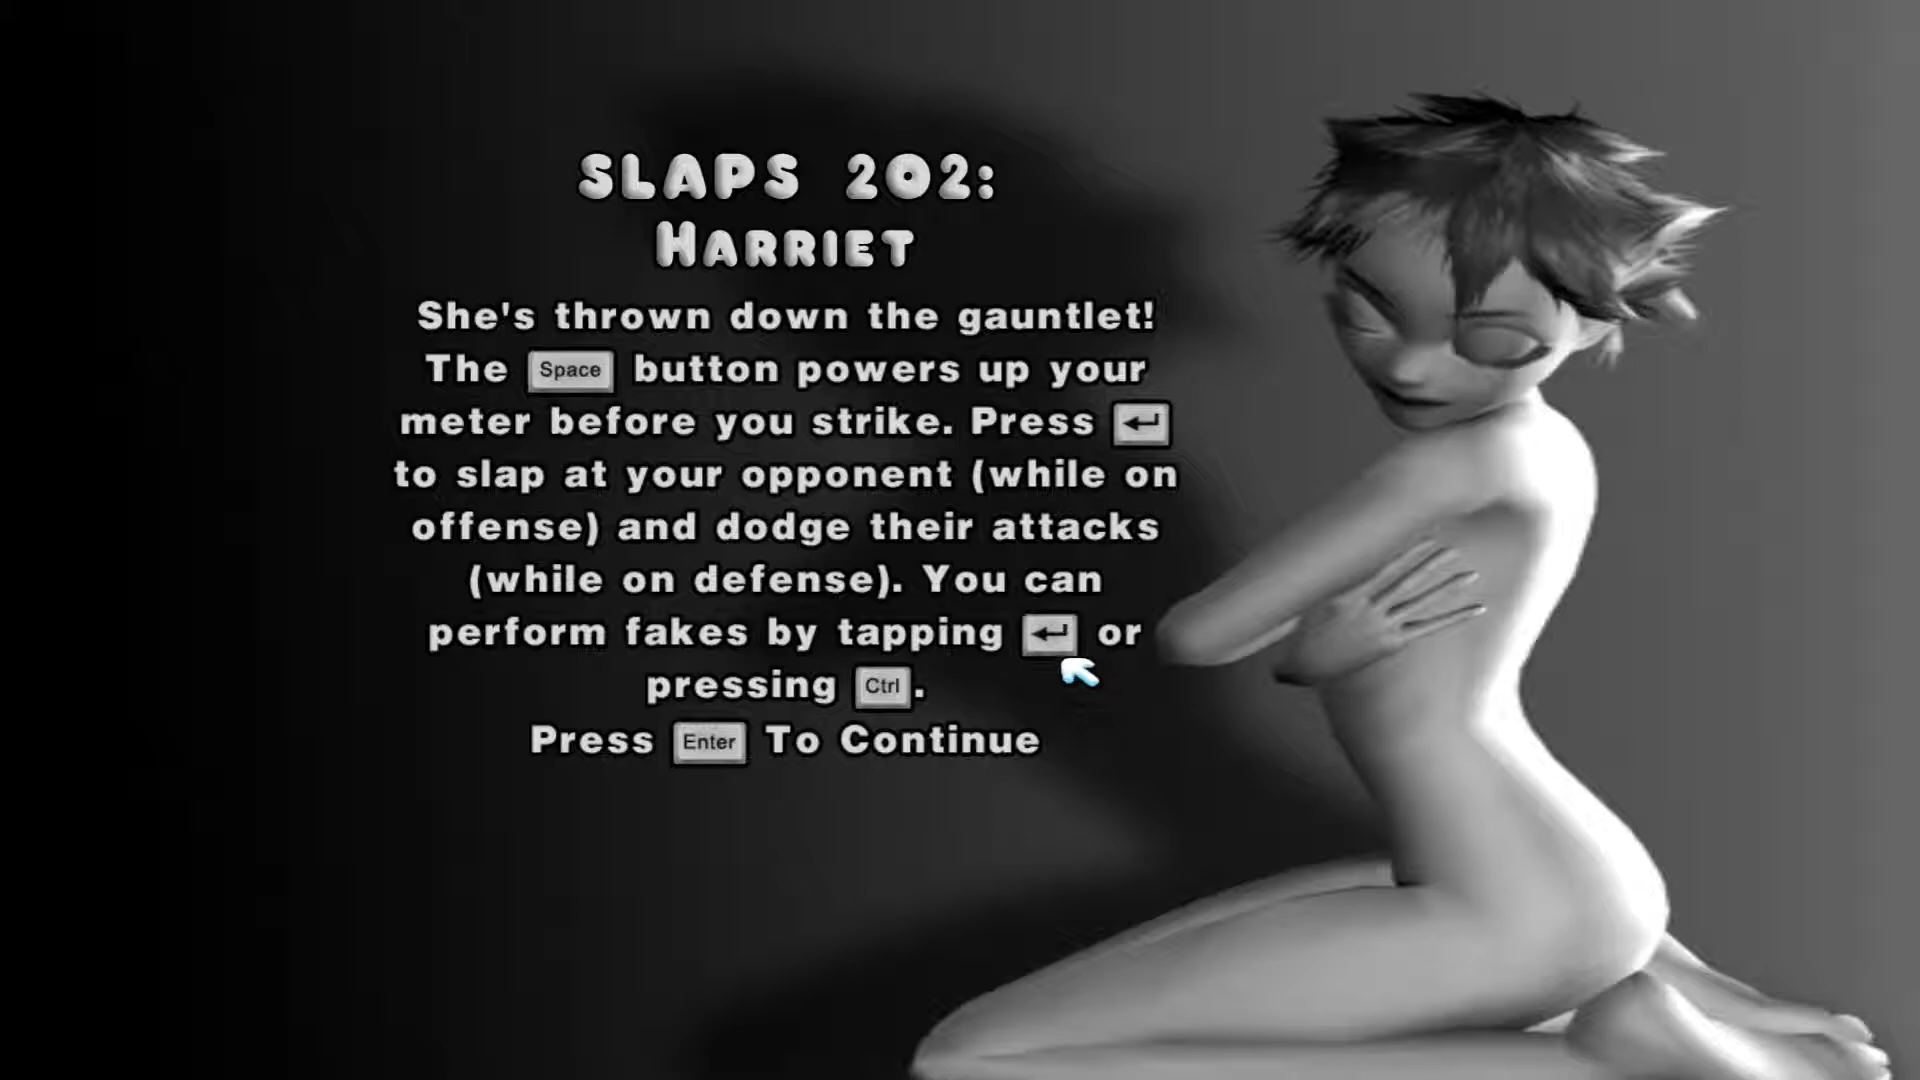 SLAPS 202:
HARRIET
She's thrown down the gauntlet!
The Space button powers up your
meter before you strike. Press ↵
to slap at your opponent (while on
offense) and dodge their attacks
(while on defense). You can
perform fakes by tapping ↵ or
pressing Ctrl.
Press Enter To Continue